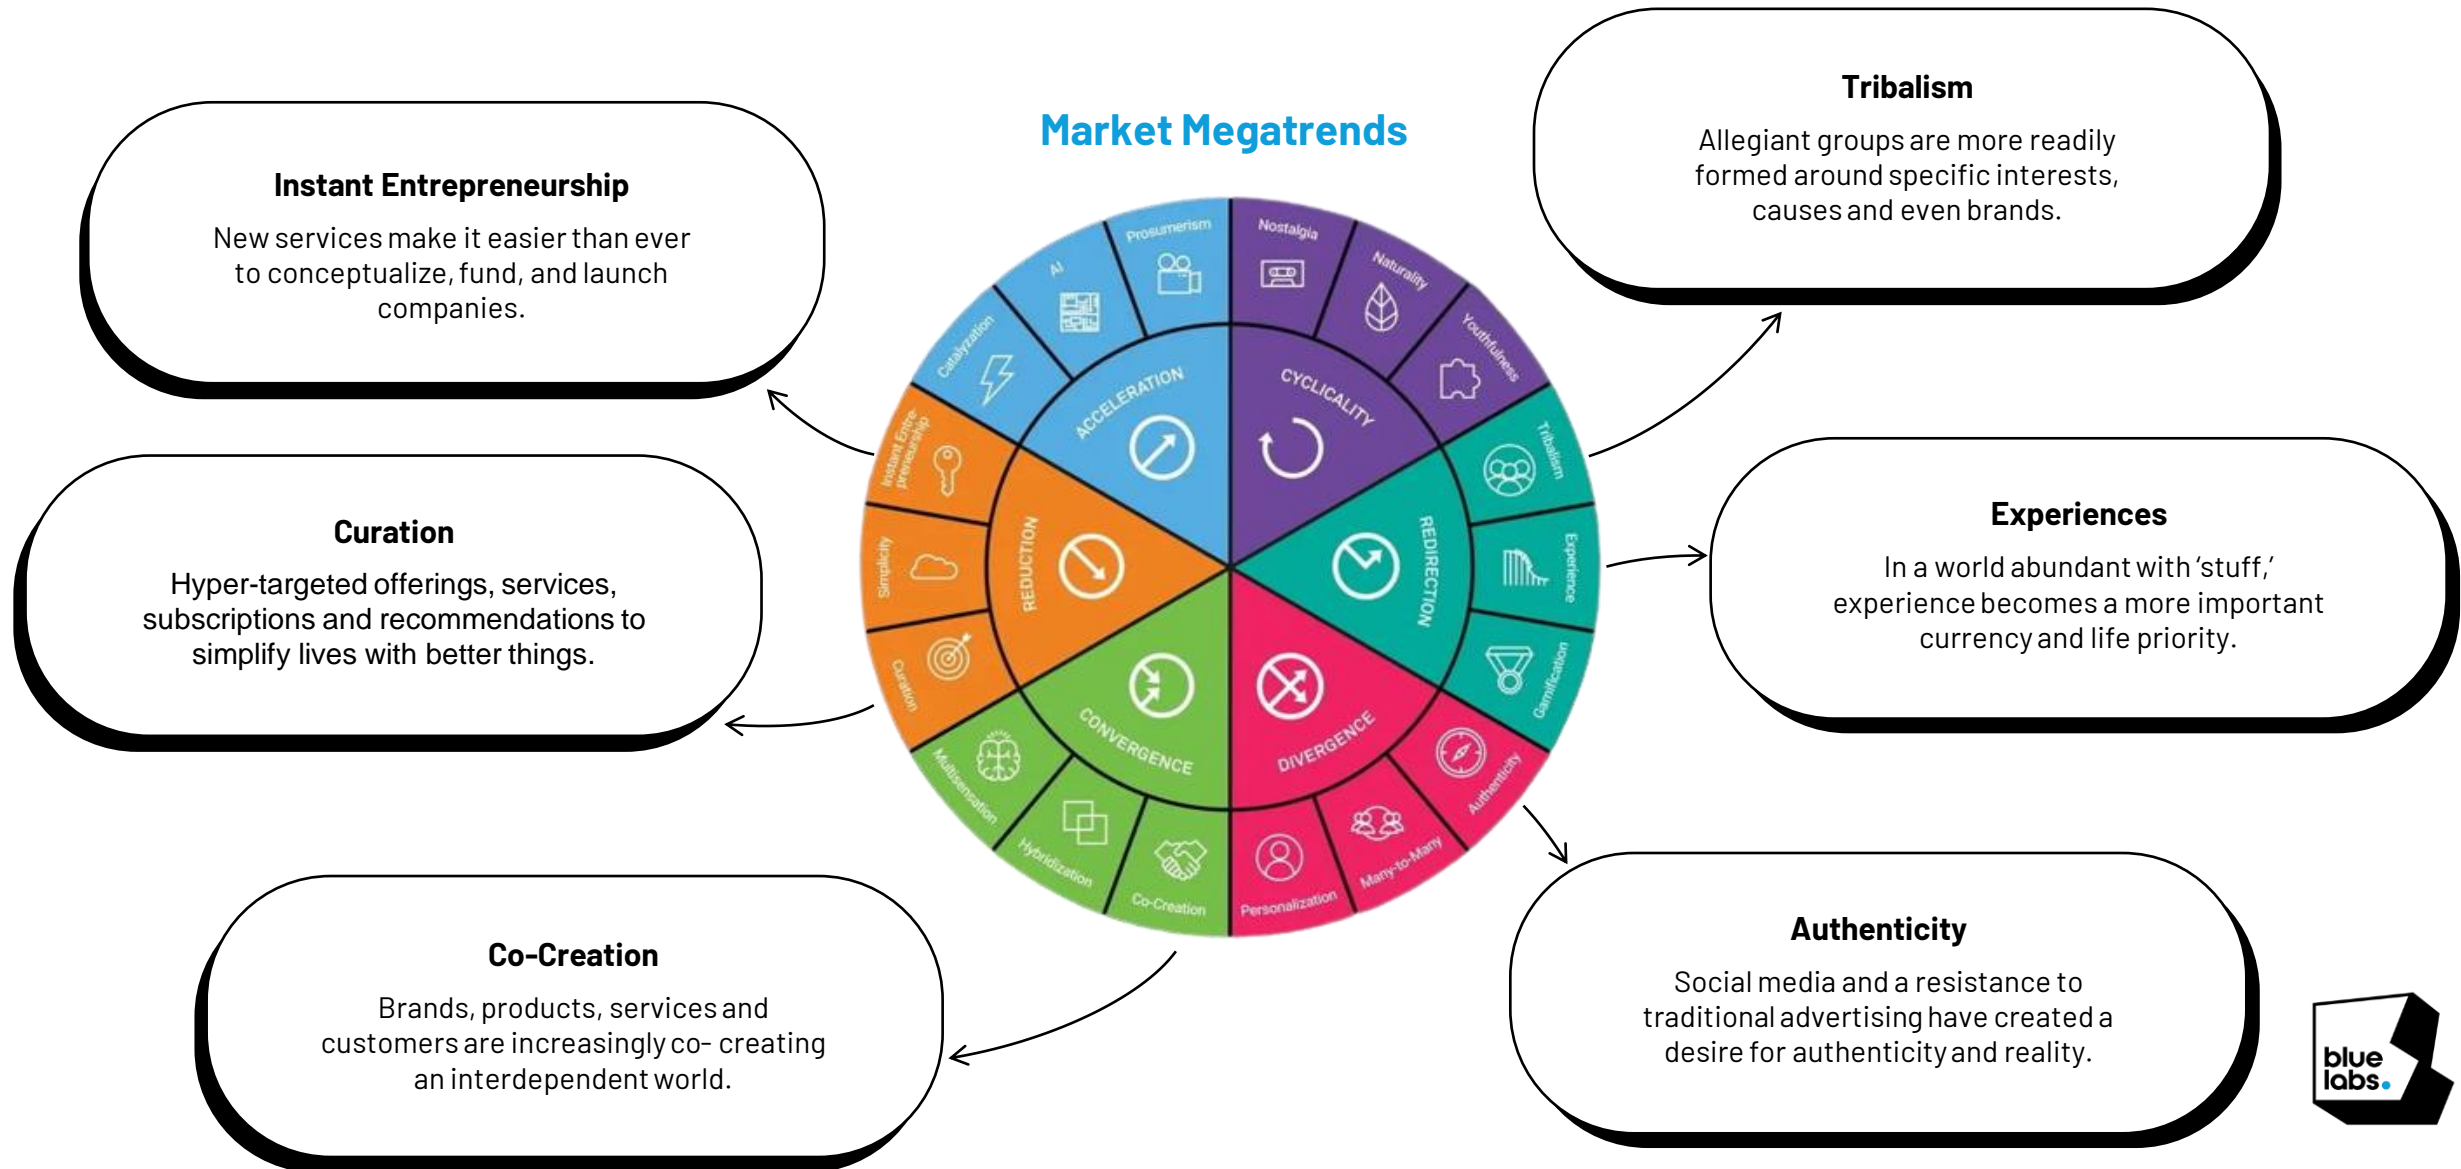 Market Megatrends
Instant Entrepreneurship
New services make it easier than ever
to conceptualize, fund, and launch
companies.
Curation
Hyper-targeted offerings, services,
subscriptions and recommendations to
simplify lives with better things.
Co-Creation
Brands, products, services and
customers are increasingly co- creating
an interdependent world.
Tribalism
Allegiant groups are more readily
formed around specific interests,
causes and even brands.
Experiences
In a world abundant with ‘stuff,’
experience becomes a more important
currency and life priority.
Authenticity
Social media and a resistance to
traditional advertising have created a
desire for authenticity and reality.
ACCELERATION
Catalyzation
AI
Prosumerism
CYCLICALITY
Nostalgia
Naturality
Youthfulness
REDIRECTION
Tribalism
Experience
Gamification
DIVERGENCE
Authenticity
Many-to-Many
Personalization
CONVERGENCE
Co-Creation
Hybridization
Multisensation
REDUCTION
Curation
Simplicity
Instant Entre-
preneurship
blue
labs.